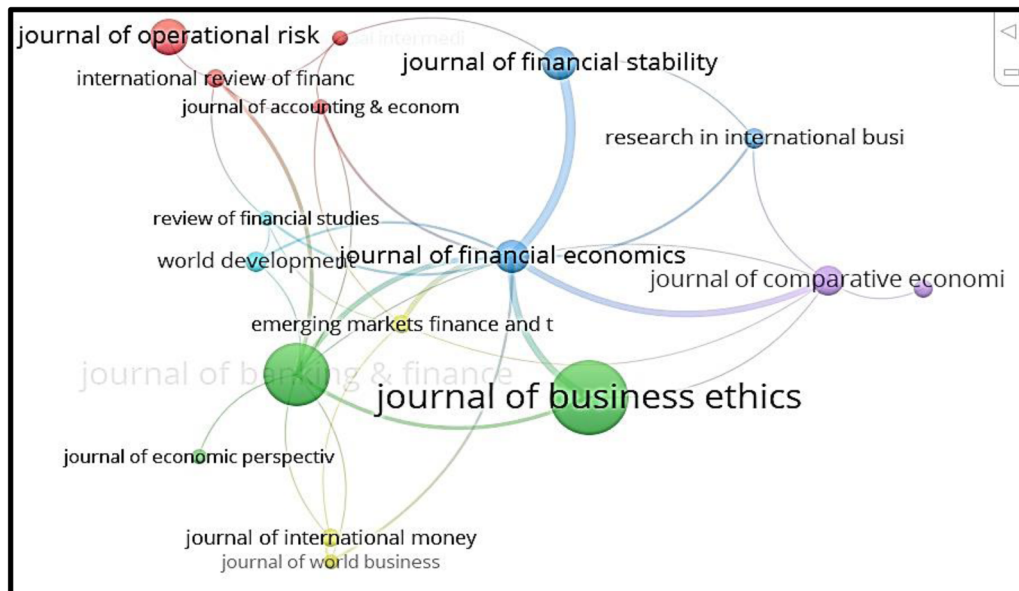 journal of operational risk
ial intermedi
journal of financial stability
international review of financ
journal of accounting & econom
research in international busi
review of financial studies
world development
journal of financial economics
journal of comparative economi
emerging markets finance and t
journal of banking & finance
journal of business ethics
journal of economic perspectiv
journal of international money
journal of world business